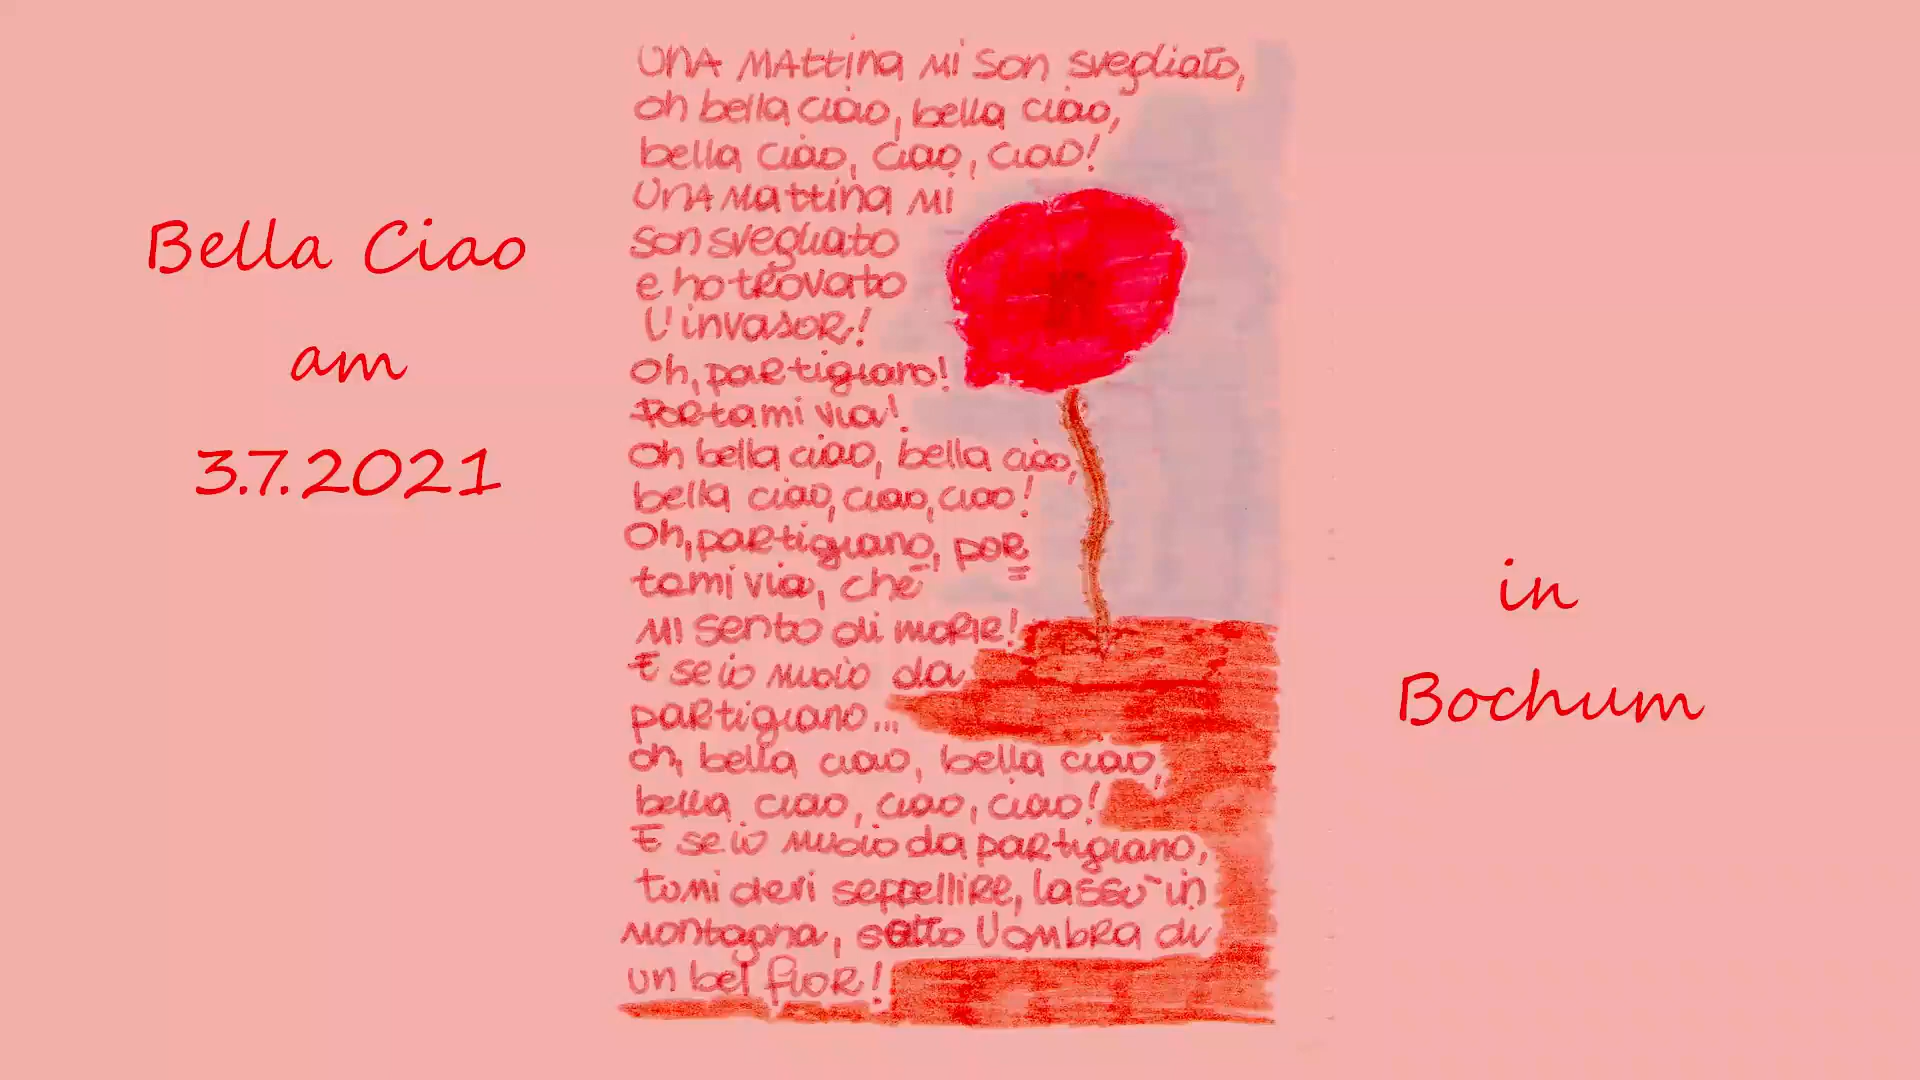 Bella Ciao
am
3.7.2021
UNA MAttina Mi Son svegliato,
oh bella ciao, bella ciao,
bella ciao, ciao, ciao!
UNA Mattina Mi
Son svegliato
e ho trovato
l'invasor!
Oh, partigiano!
Portami via!
Oh bella ciao, bella ciao,
bella ciao, ciao, ciao!
Oh, partigiano, por
=
tami via, ché
Mi sento di morir!
E se io muoio da
partigiano...
oh, bella ciao, bella ciao,
bella ciao, ciao, ciao!
E se io muoio da partigiano,
tu mi devi seppellire, lassù in
Montagna, sotto l'ombra di
un bel fior!
in
Bochum